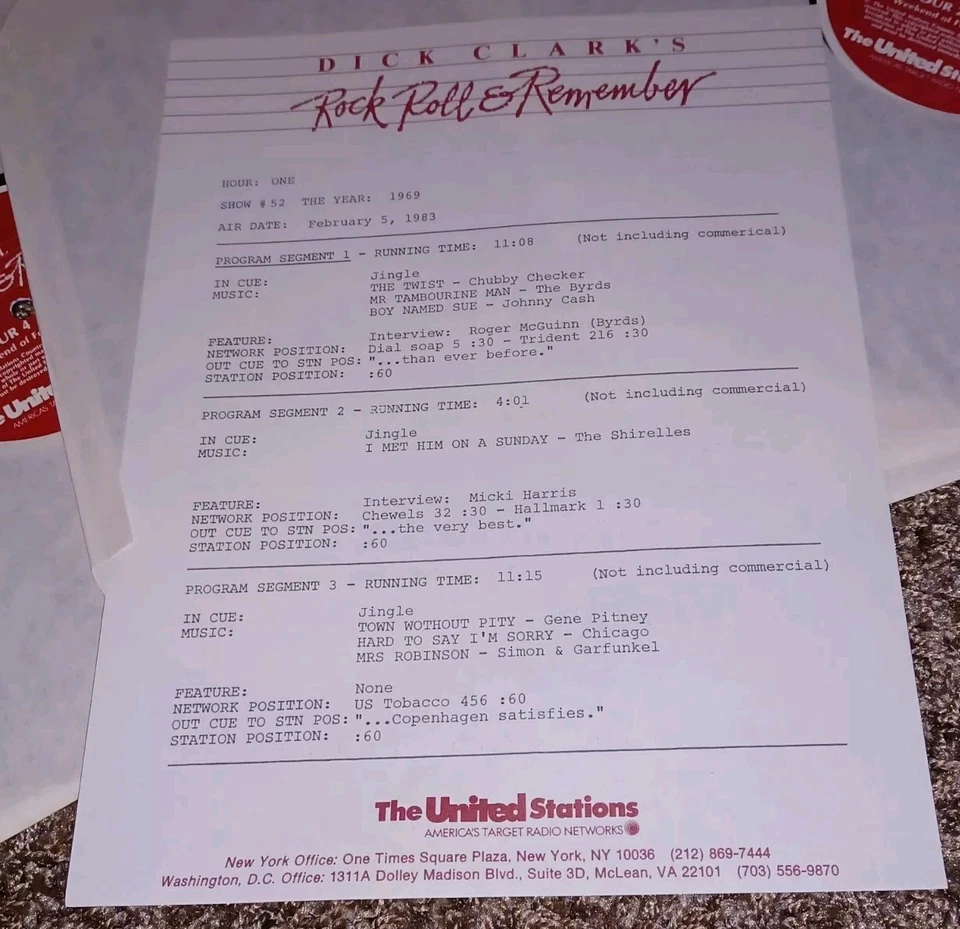 DICK CLARK'S
Rock Roll & Remember
HOUR: ONE
SHOW #52 THE YEAR: 1969
AIR DATE: February 5, 1983
PROGRAM SEGMENT 1 - RUNNING TIME: 11:08 (Not including commerical)
IN CUE: Jingle
MUSIC: THE TWIST - Chubby Checker
MR TAMBOURINE MAN - The Byrds
BOY NAMED SUE - Johnny Cash
FEATURE: Interview: Roger McGuinn (Byrds)
NETWORK POSITION: Dial soap 5 :30 - Trident 216 :30
OUT CUE TO STN POS: "...than ever before."
STATION POSITION: :60
PROGRAM SEGMENT 2 - RUNNING TIME: 4:01 (Not including commercial)
IN CUE: Jingle
MUSIC: I MET HIM ON A SUNDAY - The Shirelles
FEATURE: Interview: Micki Harris
NETWORK POSITION: Chewels 32 :30 - Hallmark 1 :30
OUT CUE TO STN POS: "...the very best."
STATION POSITION: :60
PROGRAM SEGMENT 3 - RUNNING TIME: 11:15 (Not including commercial)
IN CUE: Jingle
MUSIC: TOWN WOTHOUT PITY - Gene Pitney
HARD TO SAY I'M SORRY - Chicago
MRS ROBINSON - Simon & Garfunkel
FEATURE: None
NETWORK POSITION: US Tobacco 456 :60
OUT CUE TO STN POS: "...Copenhagen satisfies."
STATION POSITION: :60
The United Stations
AMERICA'S TARGET RADIO NETWORKS
New York Office: One Times Square Plaza, New York, NY 10036 (212) 869-7444
Washington, D.C. Office: 1311A Dolley Madison Blvd., Suite 3D, McLean, VA 22101 (703) 556-9870
Weekend of
The United